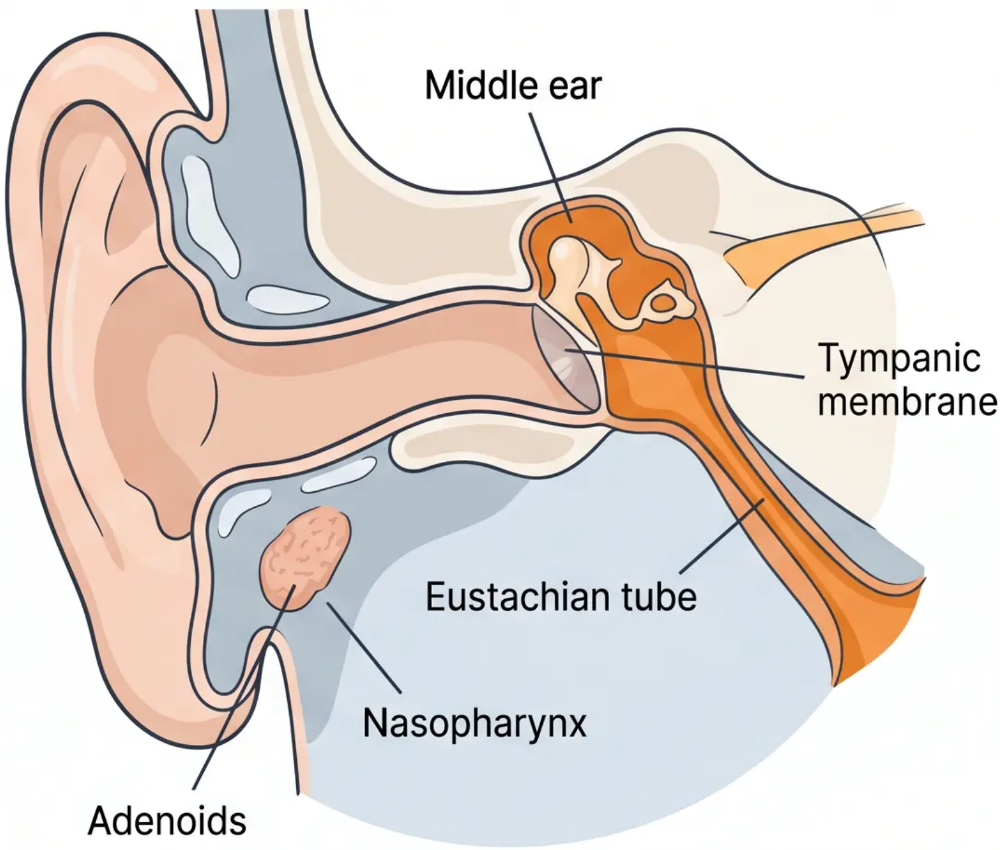 Middle ear
Tympanic
membrane
Eustachian tube
Nasopharynx
Adenoids